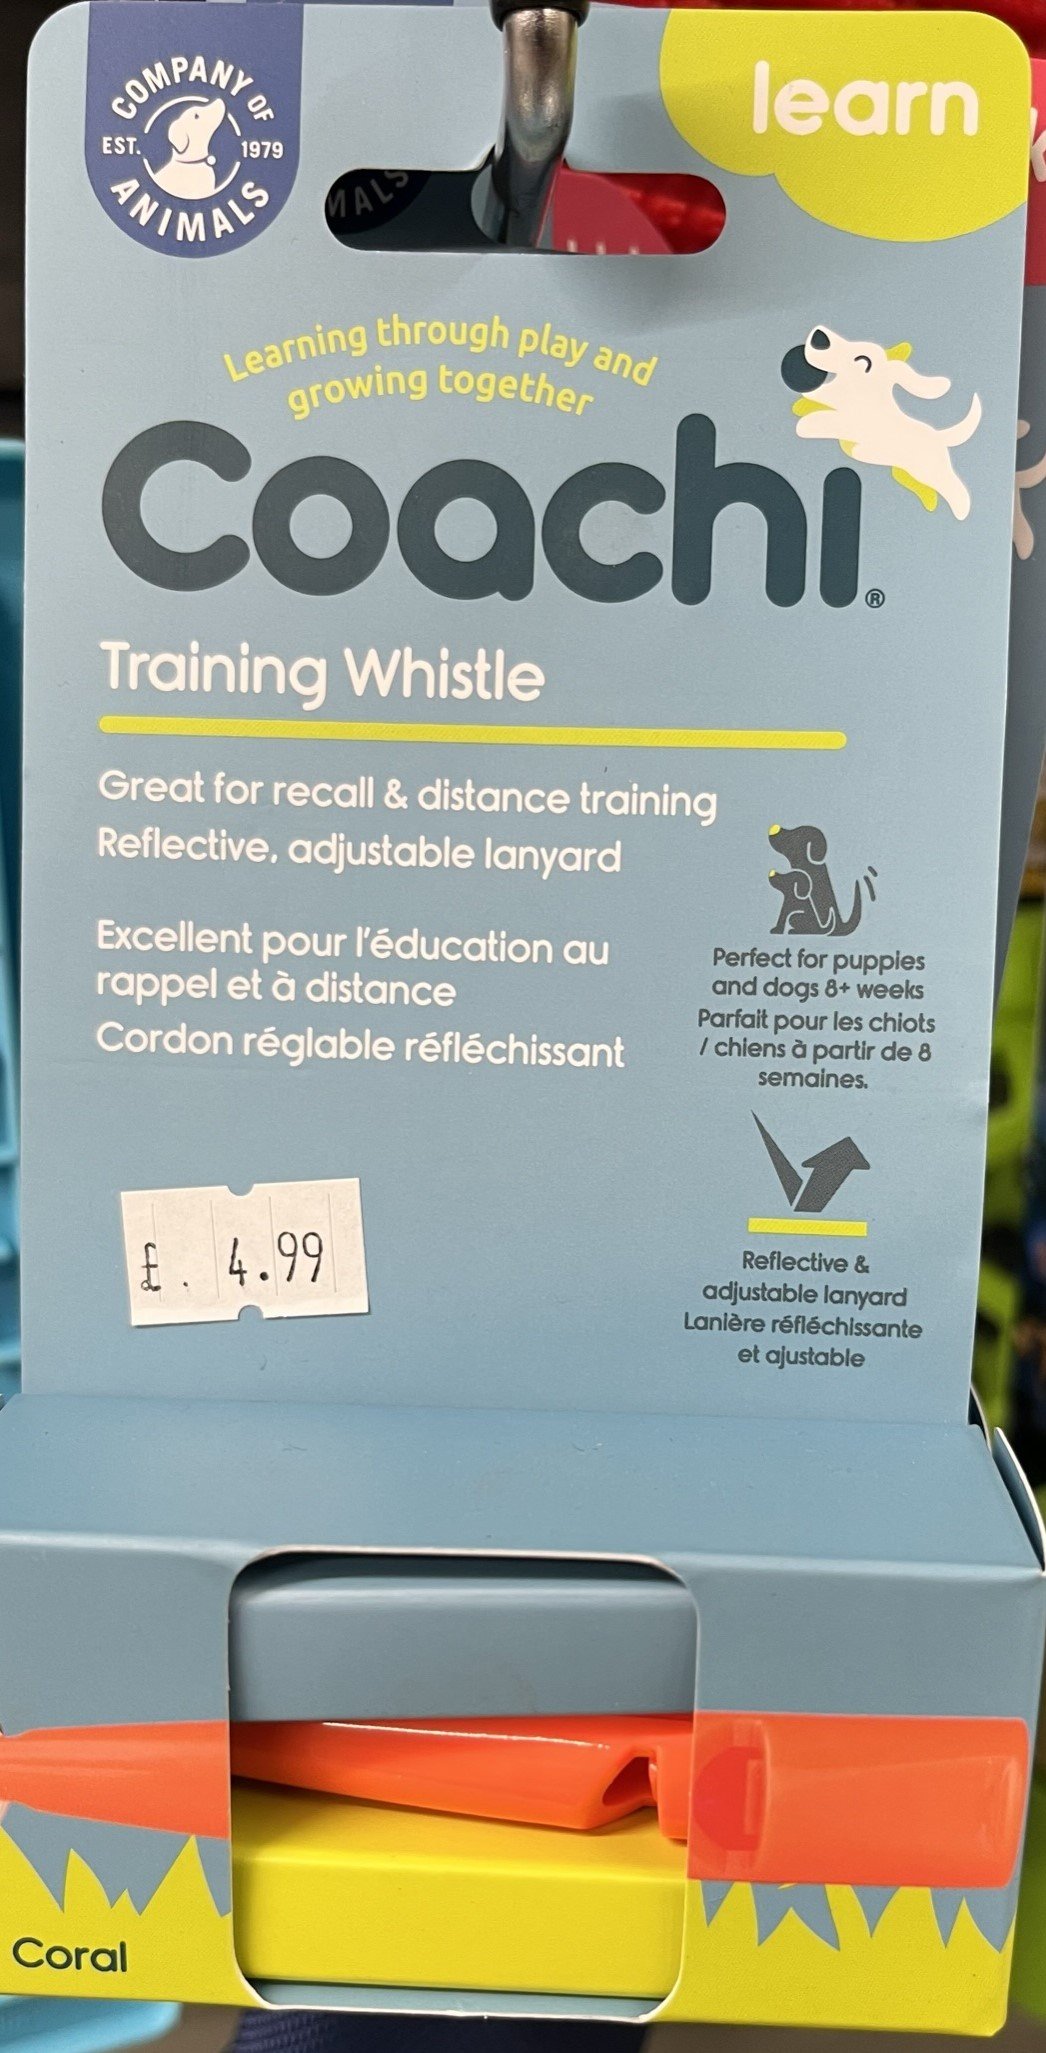 COMPANY OF
EST. 1979
ANIMALS
learn
MALS
Learning through play and
growing together
Coachi®
Training Whistle
Great for recall & distance training
Reflective, adjustable lanyard
Excellent pour l'éducation au
rappel et à distance
Cordon réglable réfléchissant
Perfect for puppies
and dogs 8+ weeks
Parfait pour les chiots
/ chiens à partir de 8
semaines.
£. 4.99
Reflective &
adjustable lanyard
Lanière réfléchissante
et ajustable
Coral